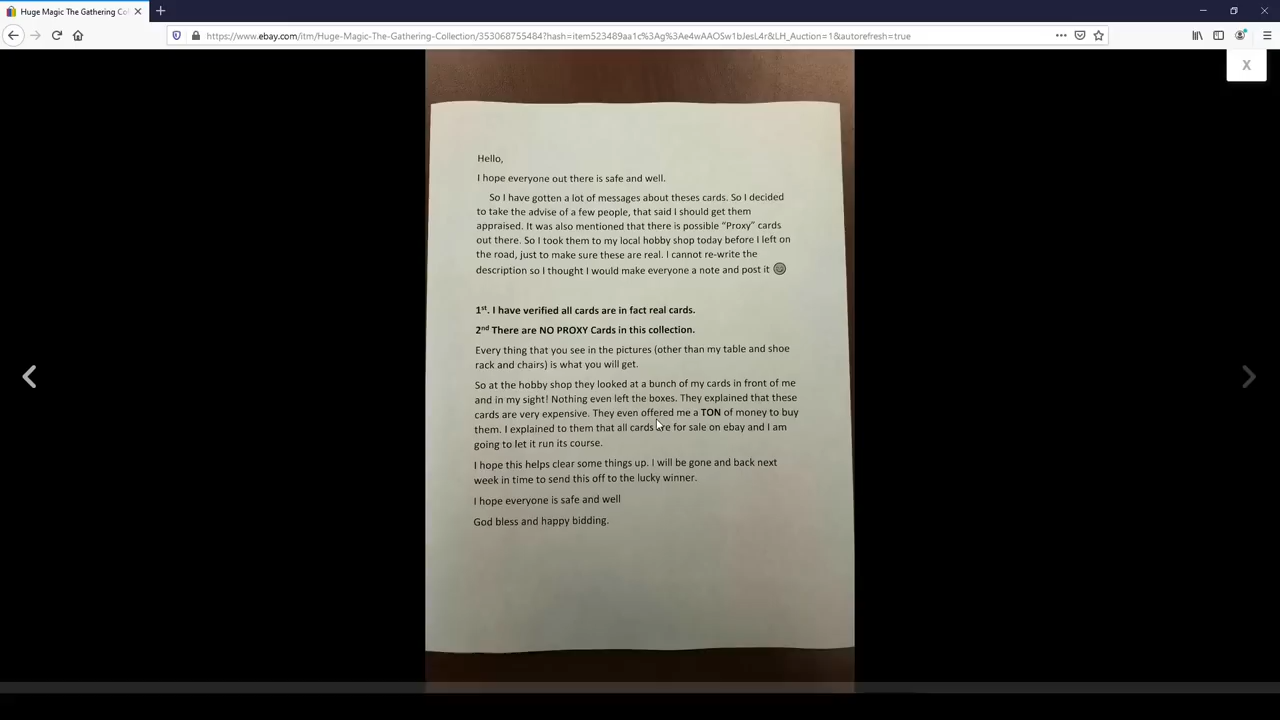 Huge Magic The Gathering Co
https://www.ebay.com/itm/Huge-Magic-The-Gathering-Collection/353068755484?hash=item523489aa1c%3Ag%3Ae4wAAOSw1bJesL4r&LH_Auction=1&autorefresh=true
X
Hello,
I hope everyone out there is safe and well.
So I have gotten a lot of messages about theses cards. So I decided
to take the advise of a few people, that said I should get them
appraised. It was also mentioned that there is possible “Proxy” cards
out there. So I took them to my local hobby shop today before I left on
the road, just to make sure these are real. I cannot re-write the
description so I thought I would make everyone a note and post it
1st. I have verified all cards are in fact real cards.
2nd There are NO PROXY Cards in this collection.
Every thing that you see in the pictures (other than my table and shoe
rack and chairs) is what you will get.
So at the hobby shop they looked at a bunch of my cards in front of me
and in my sight! Nothing even left the boxes. They explained that these
cards are very expensive. They even offered me a TON of money to buy
them. I explained to them that all cards are for sale on ebay and I am
going to let it run its course.
I hope this helps clear some things up. I will be gone and back next
week in time to send this off to the lucky winner.
I hope everyone is safe and well
God bless and happy bidding.